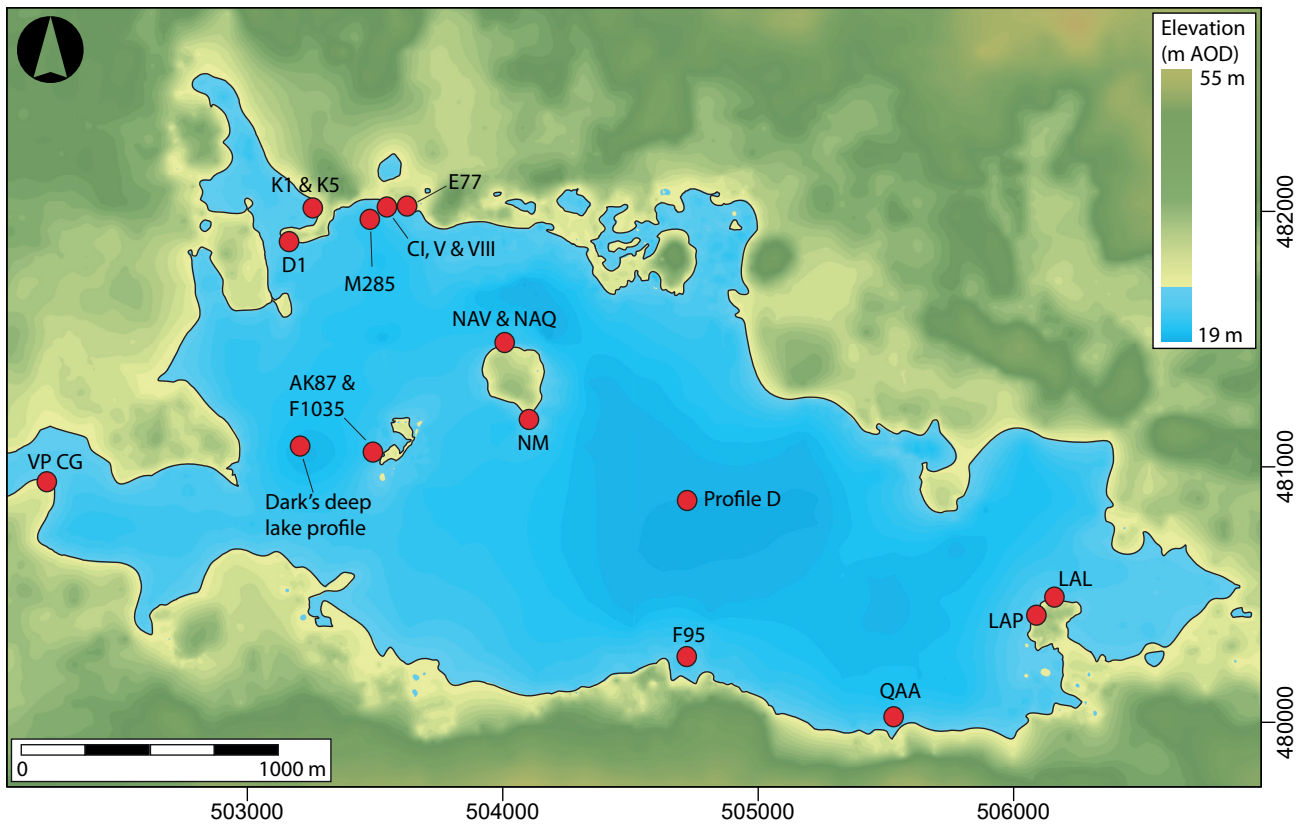 Elevation
(m AOD)
55 m
19 m
K1 & K5
E77
D1
CI, V & VIII
M285
482000
NAV & NAQ
AK87 &
F1035
NM
VP CG
481000
Dark's deep
lake profile
Profile D
LAL
LAP
F95
QAA
480000
0
1000 m
503000
504000
505000
506000